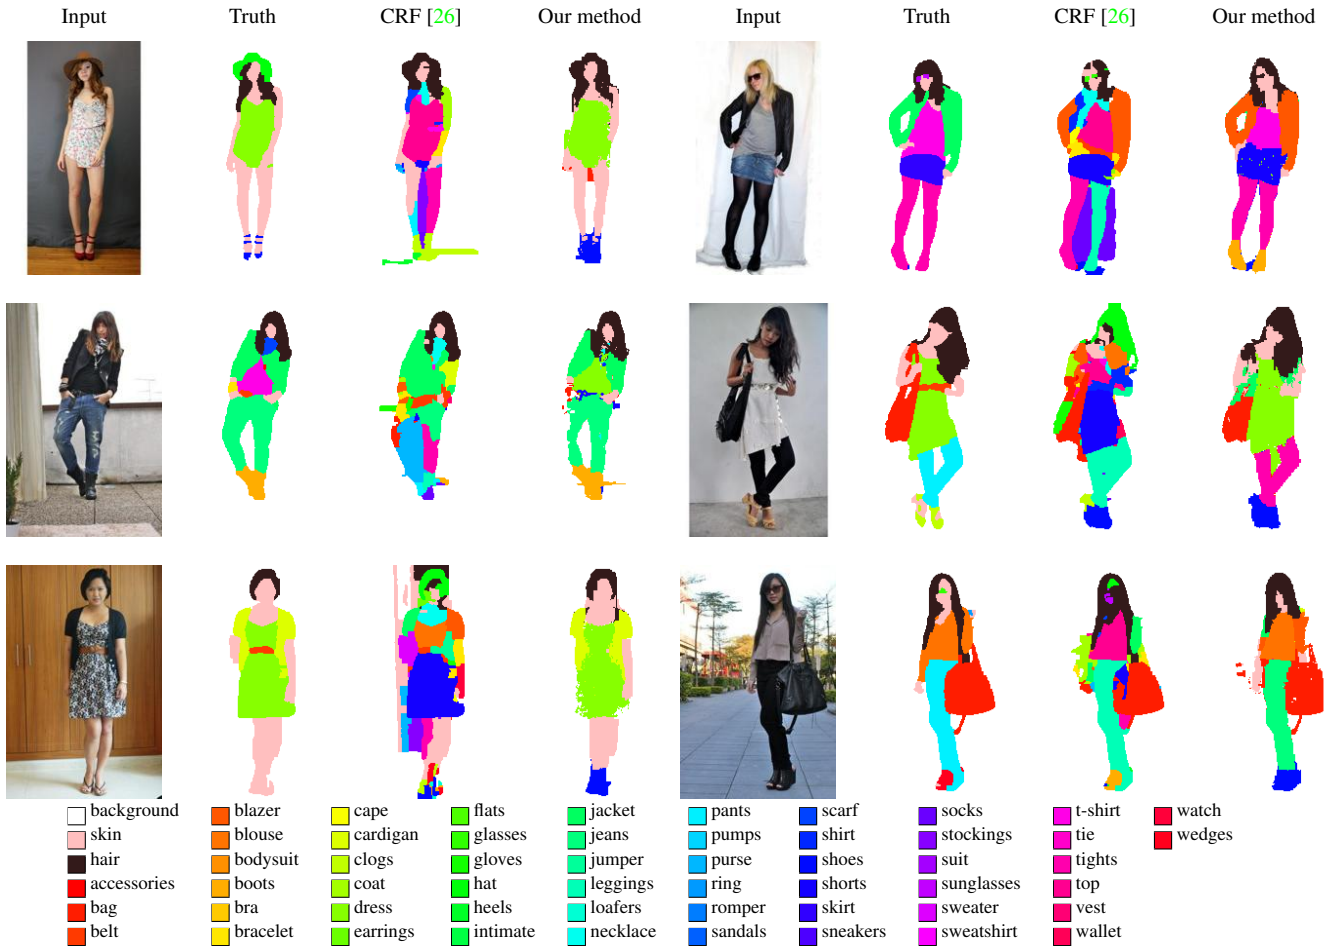 Input Truth CRF [26] Our method Input Truth CRF [26] Our method
background blazer cape flats jacket pants scarf socks t-shirt watch
skin blouse cardigan glasses jeans pumps shirt stockings tie wedges
hair bodysuit clogs gloves jumper purse shoes suit tights
accessories boots coat hat leggings ring shorts sunglasses top
bag bra dress heels loafers romper skirt sweater vest
belt bracelet earrings intimate necklace sandals sneakers sweatshirt wallet